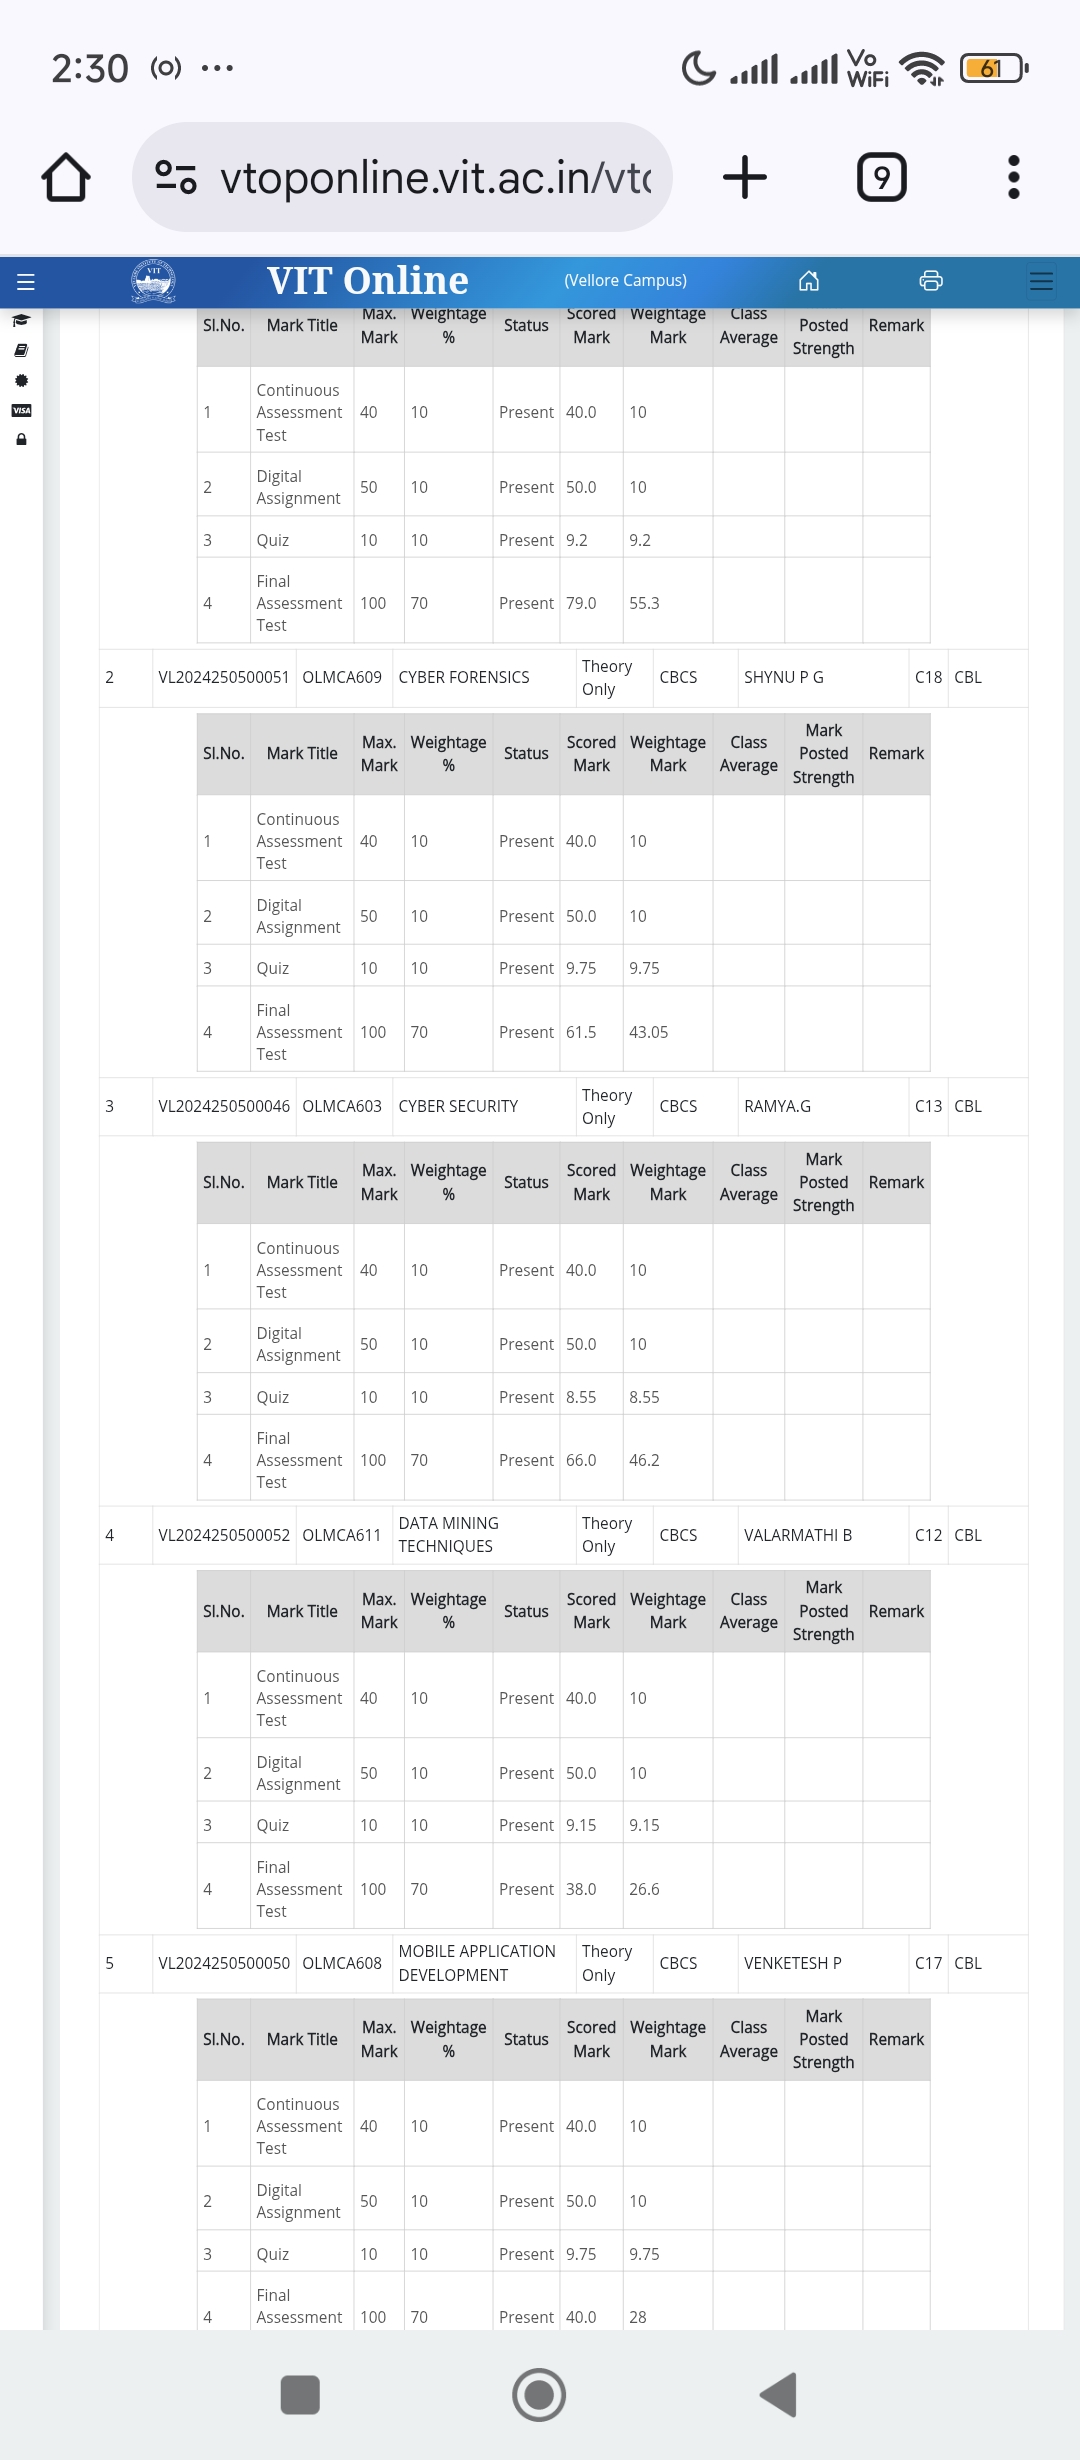 2:30
Vo
WiFi
61
vtoponline.vit.ac.in/vt
9
VIT
VIT Online
(Vellore Campus)
VISA
Sl.No. Mark Title Max. Mark Weightage % Status Scored Mark Weightage Mark Class Average Posted Strength Remark
1 Continuous Assessment Test 40 10 Present 40.0 10
2 Digital Assignment 50 10 Present 50.0 10
3 Quiz 10 10 Present 9.2 9.2
4 Final Assessment Test 100 70 Present 79.0 55.3
2 VL2024250500051 OLMCA609 CYBER FORENSICS Theory Only CBCS SHYNU P G C18 CBL
Sl.No. Mark Title Max. Mark Weightage % Status Scored Mark Weightage Mark Class Average Mark Posted Strength Remark
1 Continuous Assessment Test 40 10 Present 40.0 10
2 Digital Assignment 50 10 Present 50.0 10
3 Quiz 10 10 Present 9.75 9.75
4 Final Assessment Test 100 70 Present 61.5 43.05
3 VL2024250500046 OLMCA603 CYBER SECURITY Theory Only CBCS RAMYA.G C13 CBL
Sl.No. Mark Title Max. Mark Weightage % Status Scored Mark Weightage Mark Class Average Mark Posted Strength Remark
1 Continuous Assessment Test 40 10 Present 40.0 10
2 Digital Assignment 50 10 Present 50.0 10
3 Quiz 10 10 Present 8.55 8.55
4 Final Assessment Test 100 70 Present 66.0 46.2
4 VL2024250500052 OLMCA611 DATA MINING TECHNIQUES Theory Only CBCS VALARMATHI B C12 CBL
Sl.No. Mark Title Max. Mark Weightage % Status Scored Mark Weightage Mark Class Average Mark Posted Strength Remark
1 Continuous Assessment Test 40 10 Present 40.0 10
2 Digital Assignment 50 10 Present 50.0 10
3 Quiz 10 10 Present 9.15 9.15
4 Final Assessment Test 100 70 Present 38.0 26.6
5 VL2024250500050 OLMCA608 MOBILE APPLICATION DEVELOPMENT Theory Only CBCS VENKETESH P C17 CBL
Sl.No. Mark Title Max. Mark Weightage % Status Scored Mark Weightage Mark Class Average Mark Posted Strength Remark
1 Continuous Assessment Test 40 10 Present 40.0 10
2 Digital Assignment 50 10 Present 50.0 10
3 Quiz 10 10 Present 9.75 9.75
4 Final Assessment 100 70 Present 40.0 28